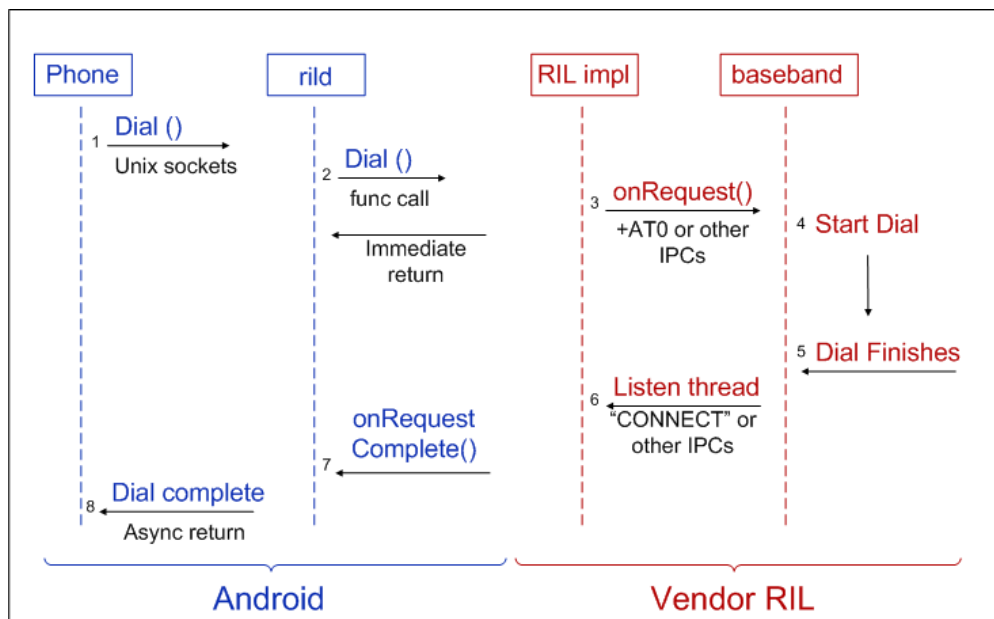 Phone
rild
RIL impl
baseband
1
Dial ()
Unix sockets
2
Dial ()
func call
Immediate
return
3
onRequest()
+AT0 or other
IPCs
4
Start Dial
5
Dial Finishes
6
Listen thread
“CONNECT” or
other IPCs
onRequest
Complete()
7
8
Dial complete
Async return
Android
Vendor RIL